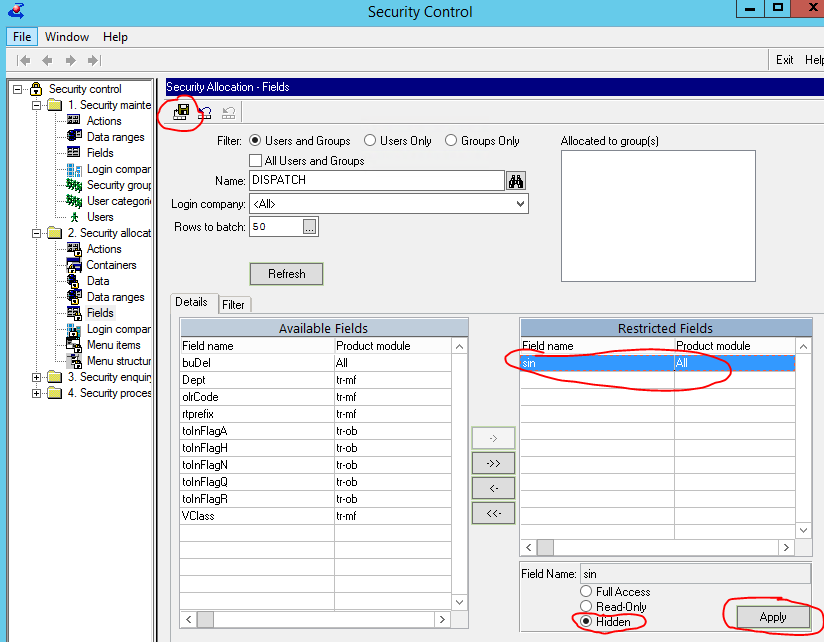 Security Control
File Window Help
Exit Help
Security control
1. Security mainte
Actions
Data ranges
Fields
Login compar
Security group
User categori
Users
2. Security allocat
Actions
Containers
Data
Data ranges
Fields
Login compar
Menu items
Menu structur
3. Security enquiry
4. Security proces
Security Allocation - Fields
Filter: Users and Groups Users Only Groups Only
All Users and Groups
Name: DISPATCH
Login company: <All>
Rows to batch: 50 ...
Refresh
Allocated to group(s)
Details Filter
Available Fields
Field name Product module
buDel All
Dept tr-mf
olrCode tr-mf
rtprefix tr-mf
toInFlagA tr-ob
toInFlagH tr-ob
toInFlagN tr-ob
toInFlagQ tr-ob
toInFlagR tr-ob
VClass tr-mf
->
->>
<-
<<-
Restricted Fields
Field name Product module
sin All
Field Name: sin
Full Access
Read-Only
Hidden
Apply